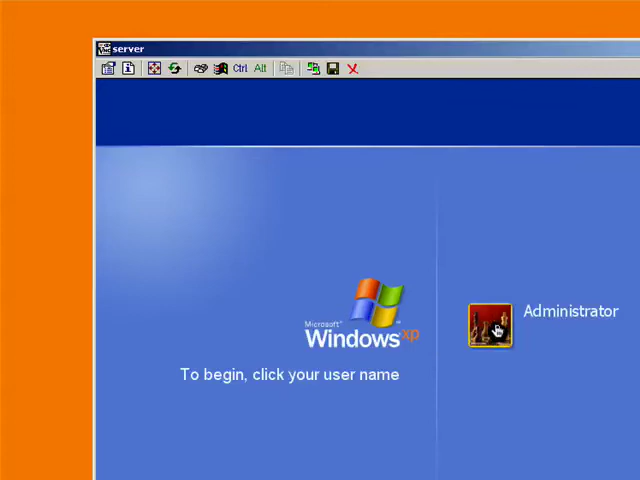 server
Ctrl Alt
Microsoft®
Windows xp
Administrator
To begin, click your user name